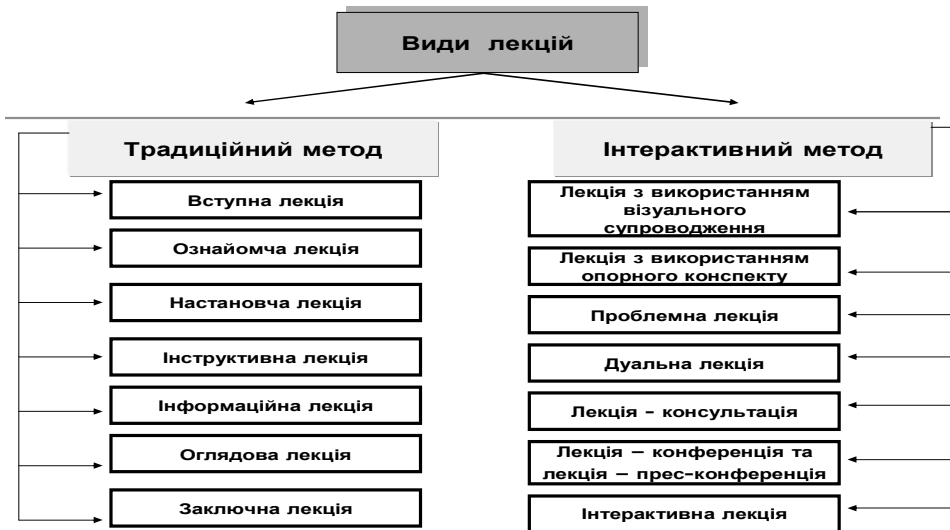 Види лекцій
Традиційний метод
Вступна лекція
Ознайомча лекція
Настановча лекція
Інструктивна лекція
Інформаційна лекція
Оглядова лекція
Заключна лекція
Інтерактивний метод
Лекція з використанням
візуального
супроводження
Лекція з використанням
опорного конспекту
Проблемна лекція
Дуальна лекція
Лекція - консультація
Лекція – конференція та
лекція – прес-конференція
Інтерактивна лекція